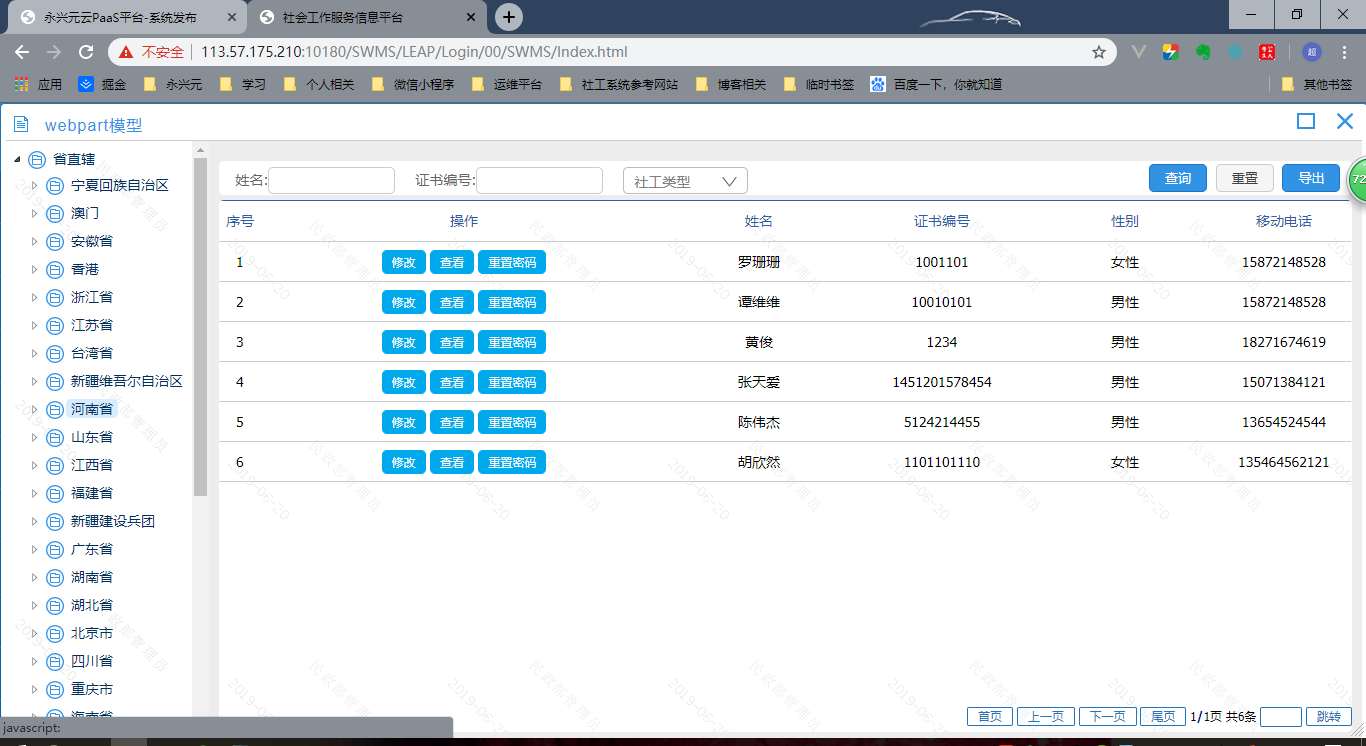 永兴元云PaaS平台-系统发布
社会工作服务信息平台
不安全 113.57.175.210:10180/SWMS/LEAP/Login/00/SWMS/Index.html
应用 掘金 永兴元 学习 个人相关 微信小程序 运维平台 社工系统参考网站 博客相关 临时书签 百度一下，你就知道 其他书签
webpart模型
省直辖
宁夏回族自治区
澳门
安徽省
香港
浙江省
江苏省
台湾省
新疆维吾尔自治区
河南省
山东省
江西省
福建省
新疆建设兵团
广东省
湖南省
湖北省
北京市
四川省
重庆市
海南省
javascript:
姓名: 证书编号: 社工类型 查询 重置 导出
72
序号 操作 姓名 证书编号 性别 移动电话
1 修改 查看 重置密码 罗珊珊 1001101 女性 15872148528
2 修改 查看 重置密码 谭维维 10010101 男性 15872148528
3 修改 查看 重置密码 黄俊 1234 男性 18271674619
4 修改 查看 重置密码 张天爱 1451201578454 男性 15071384121
5 修改 查看 重置密码 陈伟杰 5124214455 男性 13654524544
6 修改 查看 重置密码 胡欣然 1101101110 女性 135464562121
民政部管理员
2019-06-20
首页 上一页 下一页 尾页 1/1页 共6条 跳转